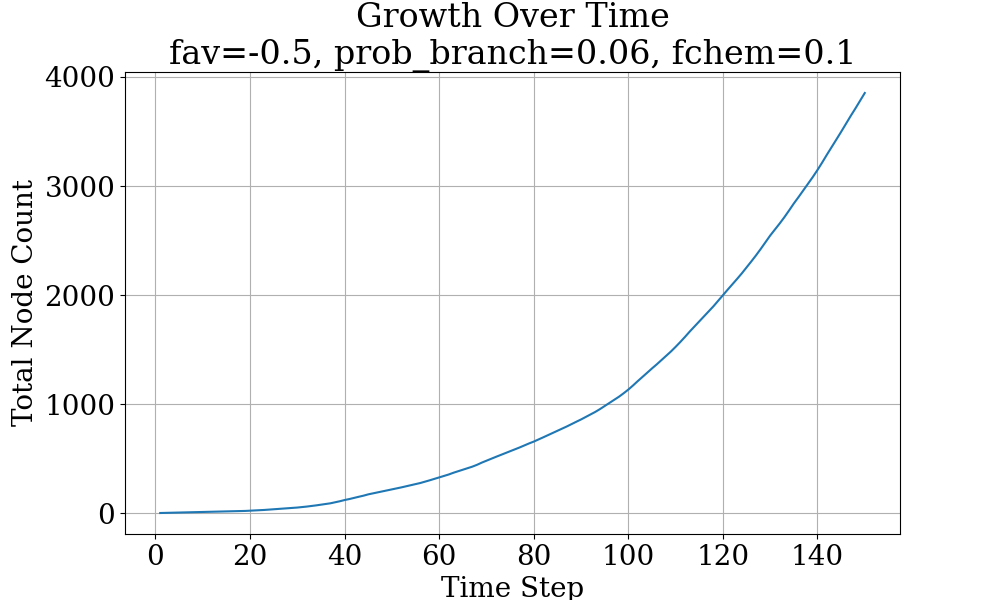 Growth Over Time
fav=-0.5, prob_branch=0.06, fchem=0.1
4000
3000
2000
1000
0
Total Node Count
0 20 40 60 80 100 120 140
Time Step